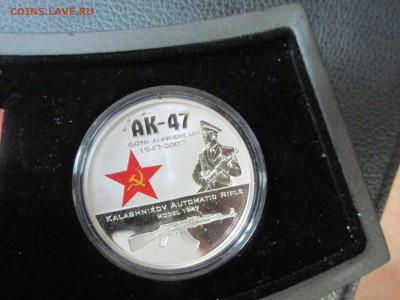 COINS.LAVE.RU
AK-47
60TH ANNIVERSARY
1947-2007
KALASHNIKOV AUTOMATIC RIFLE
MODEL 1947